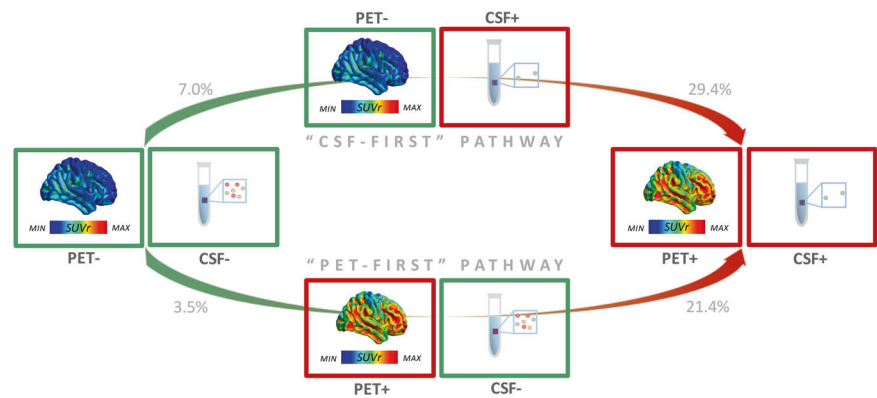 PET- CSF+
7.0% 29.4%
MIN SUVr MAX
"CSF-FIRST" PATHWAY
MIN SUVr MAX
MIN SUVr MAX
PET- CSF-
PET+ CSF+
"PET-FIRST" PATHWAY
3.5% 21.4%
MIN SUVr MAX
PET+ CSF-